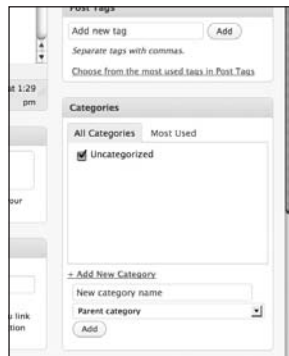 Post Tags
Add new tag
Add
Separate tags with commas.
Choose from the most used tags in Post Tags
at 1:29
pm
Categories
All Categories
Most Used
Uncategorized
our
+ Add New Category
New category name
Parent category
Add
link
tion